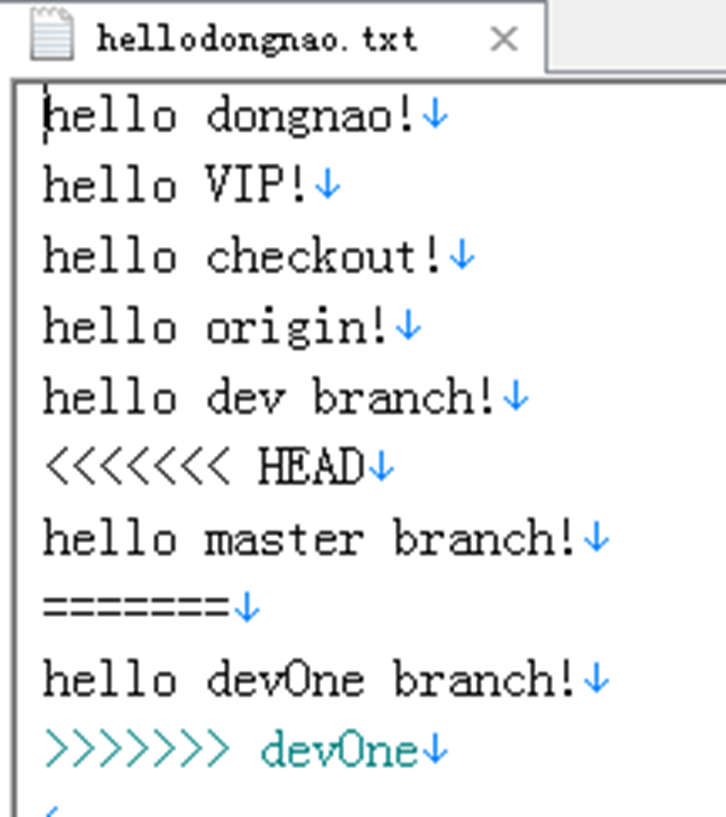 hellodongnao.txt
hello dongnao!↓
hello VIP!↓
hello checkout!↓
hello origin!↓
hello dev branch!↓
<<<<<<< HEAD↓
hello master branch!↓
=======↓
hello devOne branch!↓
>>>>>>> devOne↓